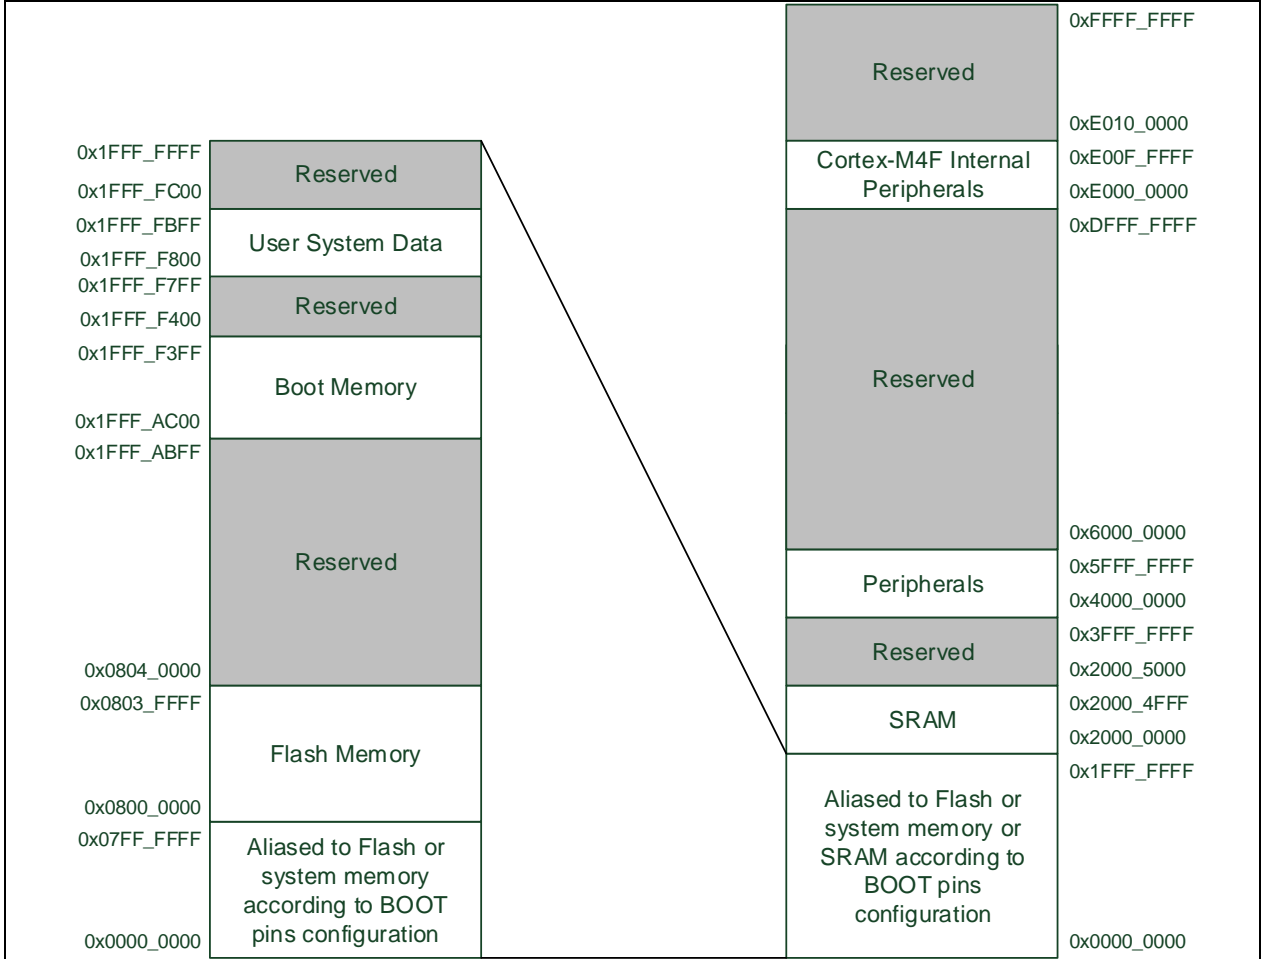 0x1FFF_FFFF
Reserved
0x1FFF_FC00
0x1FFF_FBFF
User System Data
0x1FFF_F800
0x1FFF_F7FF
Reserved
0x1FFF_F400
0x1FFF_F3FF
Boot Memory
0x1FFF_AC00
0x1FFF_ABFF
Reserved
0x0804_0000
0x0803_FFFF
Flash Memory
0x0800_0000
0x07FF_FFFF
Aliased to Flash or
system memory
according to BOOT
pins configuration
0x0000_0000
0xFFFF_FFFF
Reserved
0xE010_0000
Cortex-M4F Internal
Peripherals
0xE00F_FFFF
0xE000_0000
0xDFFF_FFFF
Reserved
0x6000_0000
0x5FFF_FFFF
Peripherals
0x4000_0000
0x3FFF_FFFF
Reserved
0x2000_5000
0x2000_4FFF
SRAM
0x2000_0000
0x1FFF_FFFF
Aliased to Flash or
system memory or
SRAM according to
BOOT pins
configuration
0x0000_0000